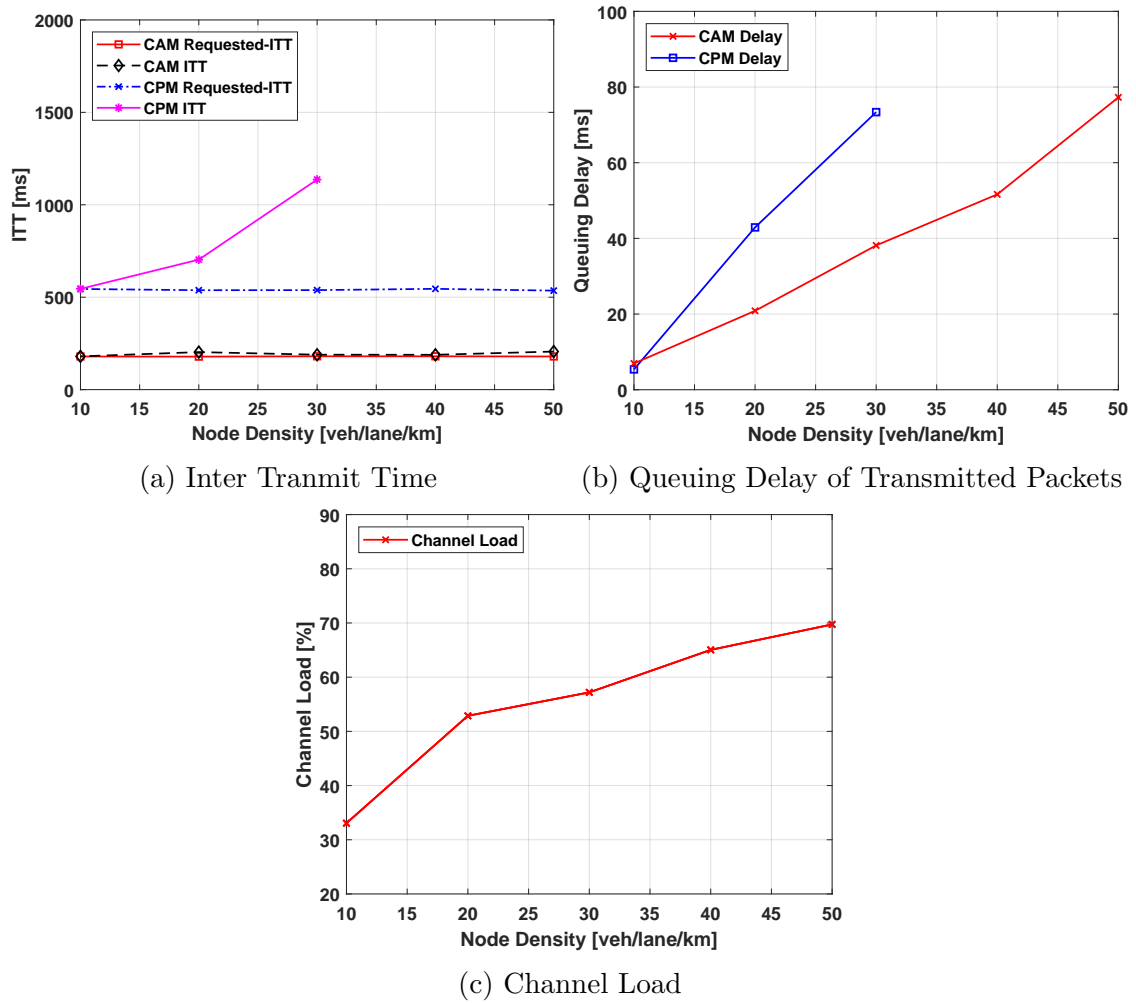 2000
1500
1000
500
0
ITT [ms]
CAM Requested-ITT
CAM ITT
CPM Requested-ITT
CPM ITT
10 15 20 25 30 35 40 45 50
Node Density [veh/lane/km]
(a) Inter Tranmit Time
100
80
60
40
20
0
Queuing Delay [ms]
CAM Delay
CPM Delay
10 15 20 25 30 35 40 45 50
Node Density [veh/lane/km]
(b) Queuing Delay of Transmitted Packets
90
80
70
60
50
40
30
20
Channel Load [%]
Channel Load
10 15 20 25 30 35 40 45 50
Node Density [veh/lane/km]
(c) Channel Load